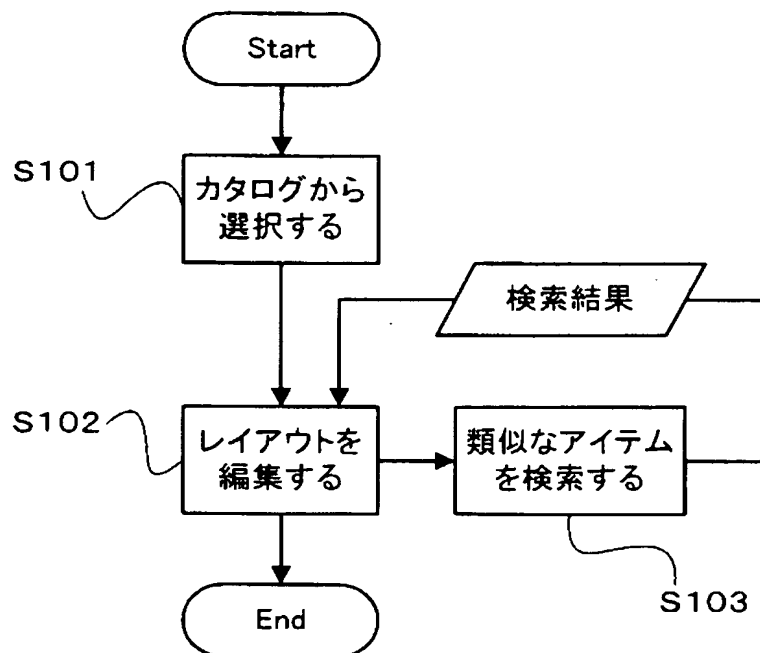 Start
S101
カタログから
選択する
検索結果
S102
レイアウトを
編集する
類似なアイテム
を検索する
S103
End